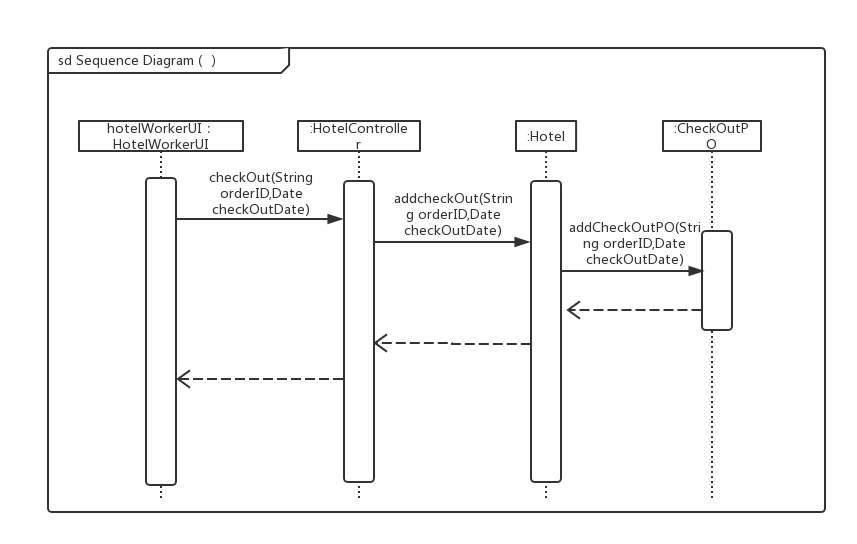 sd Sequence Diagram (  )
hotelWorkerUI :
HotelWorkerUI
:HotelControlle
r
:Hotel
:CheckOutP
O
checkOut(String
orderID,Date
checkOutDate)
addcheckOut(Strin
g orderID,Date
checkOutDate)
addCheckOutPO(Stri
ng orderID,Date
checkOutDate)